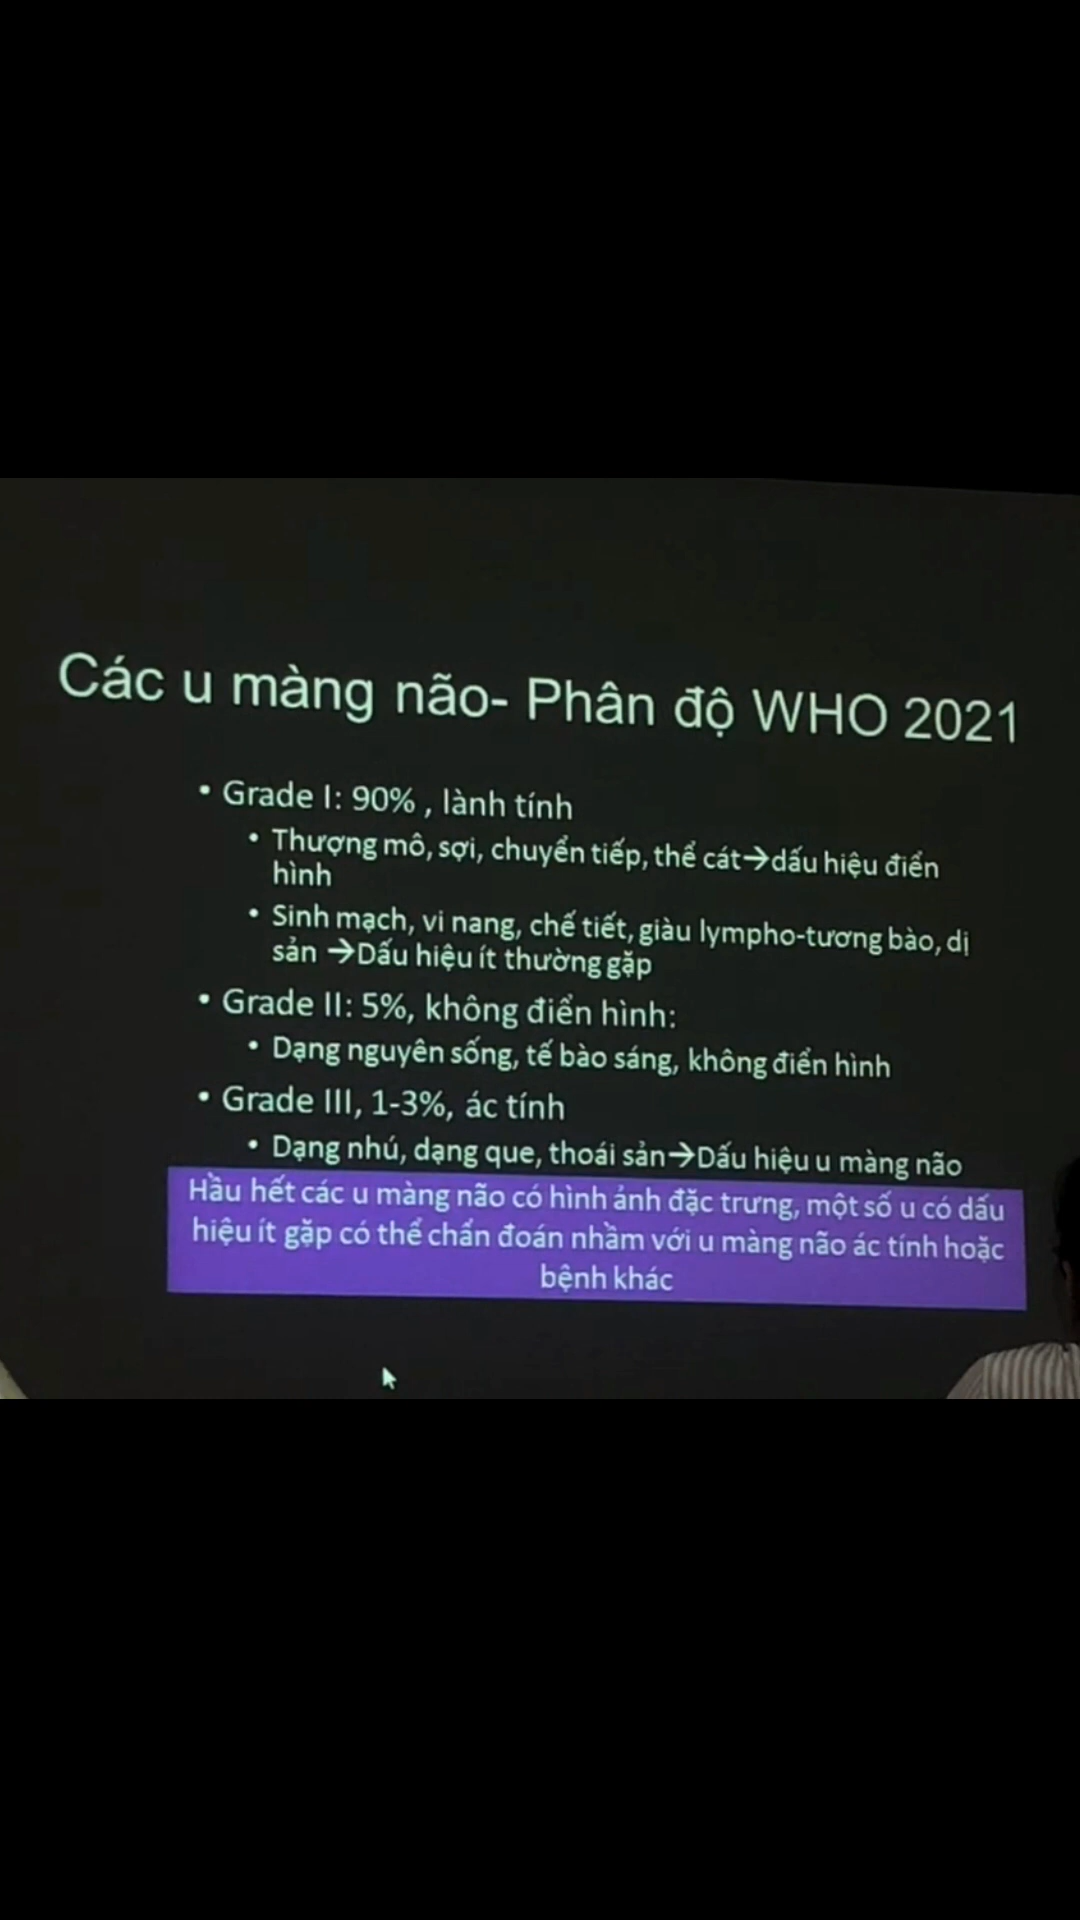 Các u màng não- Phân độ WHO 2021
• Grade I: 90% , lành tính
• Thượng mô, sợi, chuyển tiếp, thể cát→dấu hiệu điển
hình
• Sinh mạch, vi nang, chế tiết, giàu lympho-tương bào, dị
sản →Dấu hiệu ít thường gặp
• Grade II: 5%, không điển hình:
• Dạng nguyên sống, tế bào sáng, không điển hình
• Grade III, 1-3%, ác tính
• Dạng nhú, dạng que, thoái sản→Dấu hiệu u màng não
Hầu hết các u màng não có hình ảnh đặc trưng, một số u có dấu
hiệu ít gặp có thể chẩn đoán nhầm với u màng não ác tính hoặc
bệnh khác